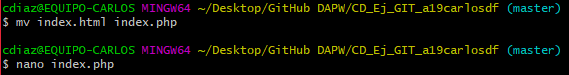 cdiaz@EQUIPO-CARLOS MINGW64 ~/Desktop/GitHub DAPW/CD_Ej_GIT_a19carlosdf (master)
$ mv index.html index.php
cdiaz@EQUIPO-CARLOS MINGW64 ~/Desktop/GitHub DAPW/CD_Ej_GIT_a19carlosdf (master)
$ nano index.php